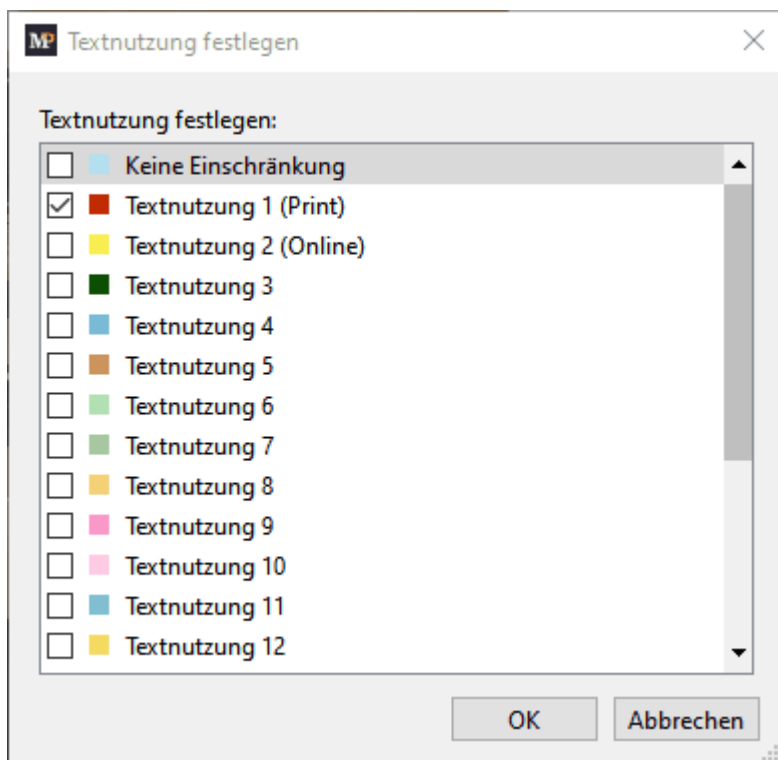 MP Textnutzung festlegen
Textnutzung festlegen:
Keine Einschränkung
Textnutzung 1 (Print)
Textnutzung 2 (Online)
Textnutzung 3
Textnutzung 4
Textnutzung 5
Textnutzung 6
Textnutzung 7
Textnutzung 8
Textnutzung 9
Textnutzung 10
Textnutzung 11
Textnutzung 12
OK Abbrechen